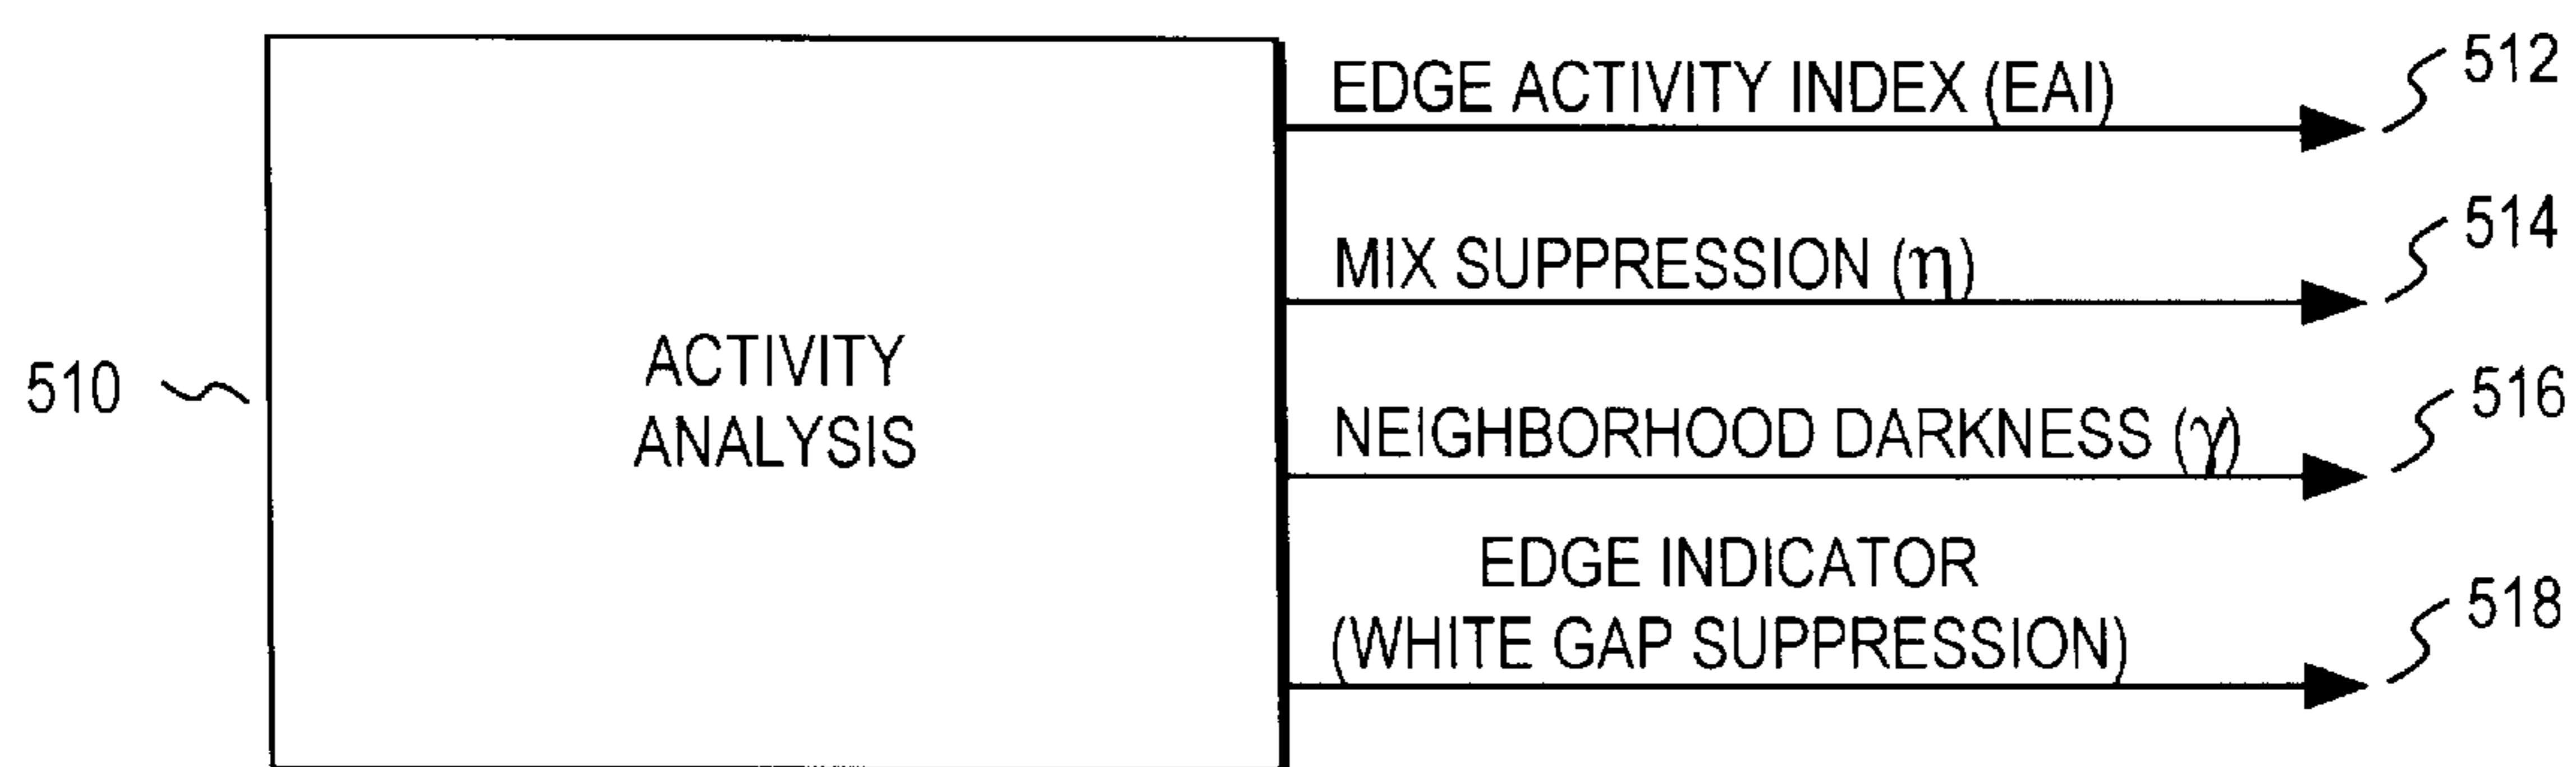 EDGE ACTIVITY INDEX (EAI)
512
MIX SUPPRESSION (η)
514
ACTIVITY
ANALYSIS
510
NEIGHBORHOOD DARKNESS (γ)
516
EDGE INDICATOR
(WHITE GAP SUPPRESSION)
518